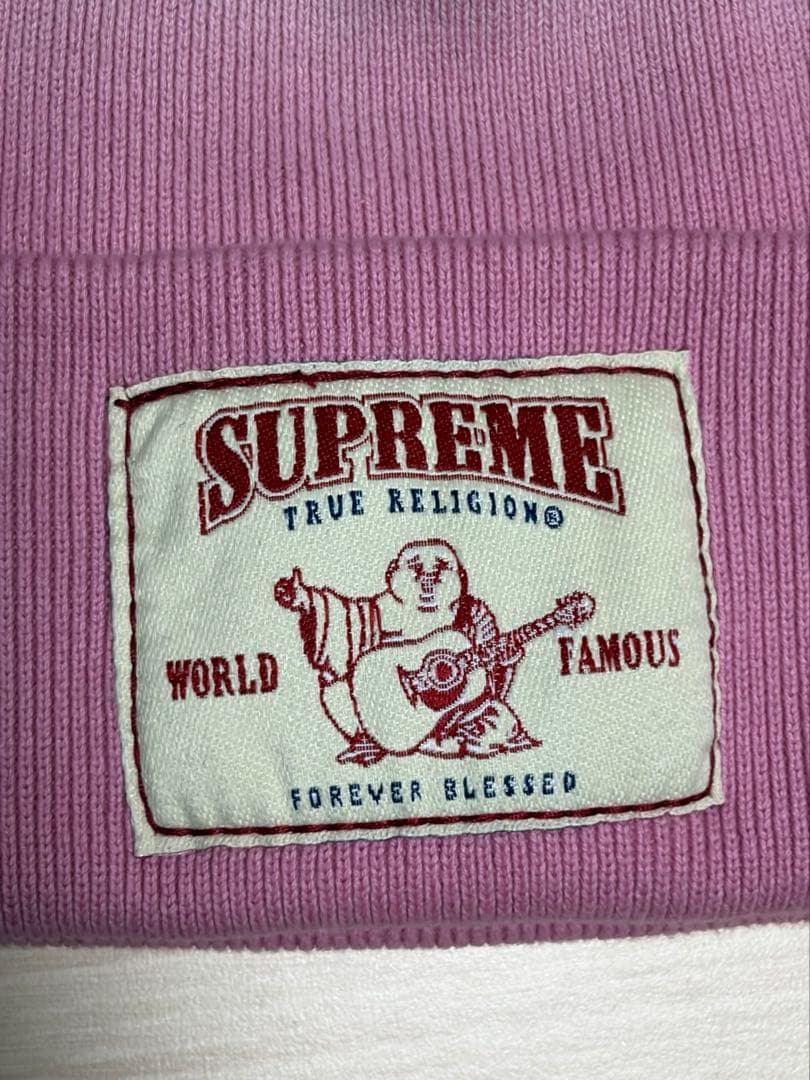 SUPREME
TRUE RELIGION®
WORLD FAMOUS
FOREVER BLESSED